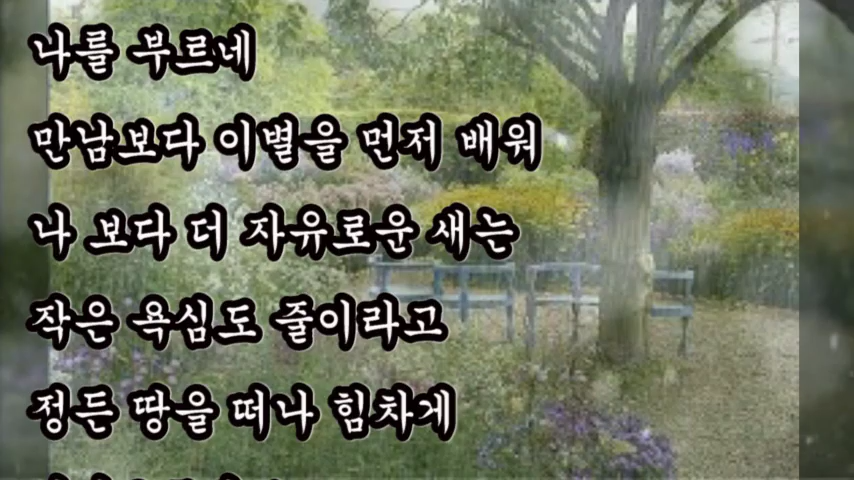 나를 부르네
만남보다 이별을 먼저 배워
나 보다 더 자유로운 새는
작은 욕심도 줄이라고
정든 땅을 떠나 힘차게